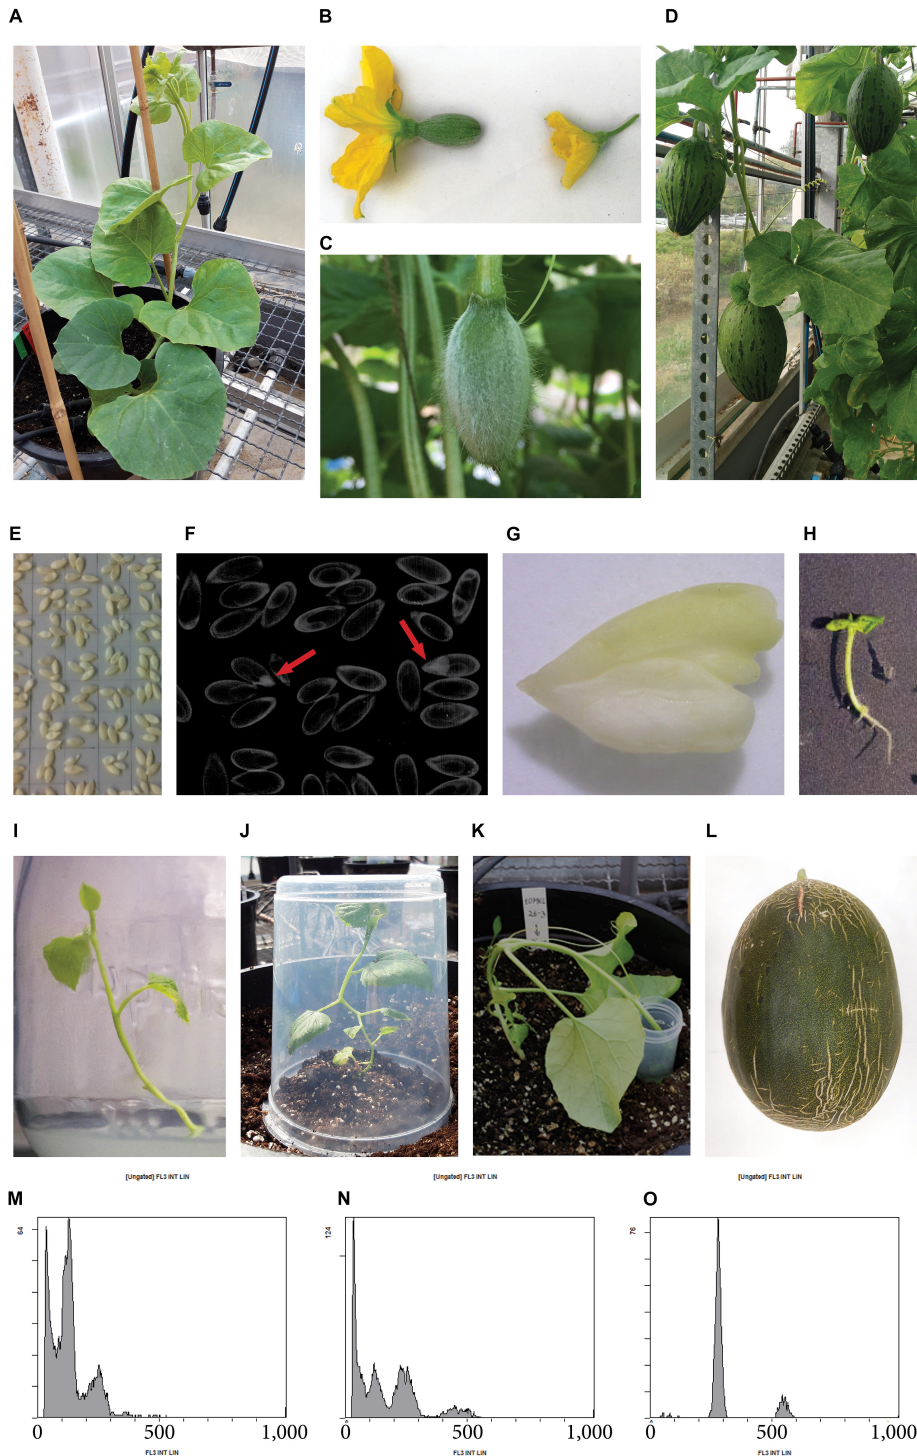 A
B
D
C
E
F
G
H
I
J
K
L
[Ungated] FL3 INT LIN
[Ungated] FL3 INT LIN
[Ungated] FL3 INT LIN
M
N
O
64
124
76
0 500 1,000
0 500 1,000
0 500 1,000
FL3 INT LIN
FL3 INT LIN
FL3 INT LIN